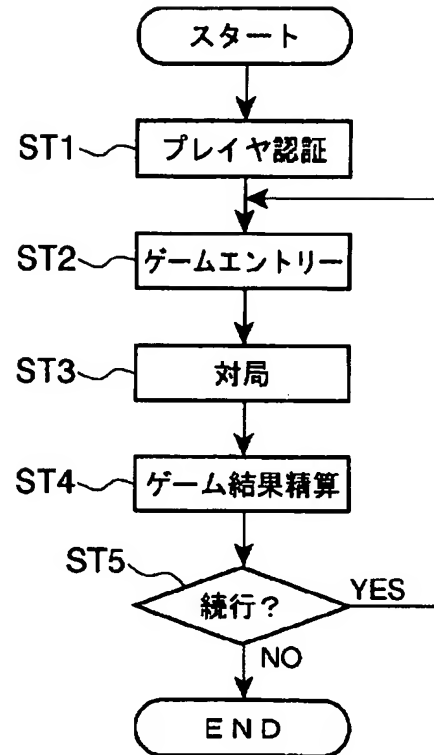 スタート
ST1 プレイヤ認証
ST2 ゲームエントリー
ST3 対局
ST4 ゲーム結果精算
ST5
続行？ YES
NO
END